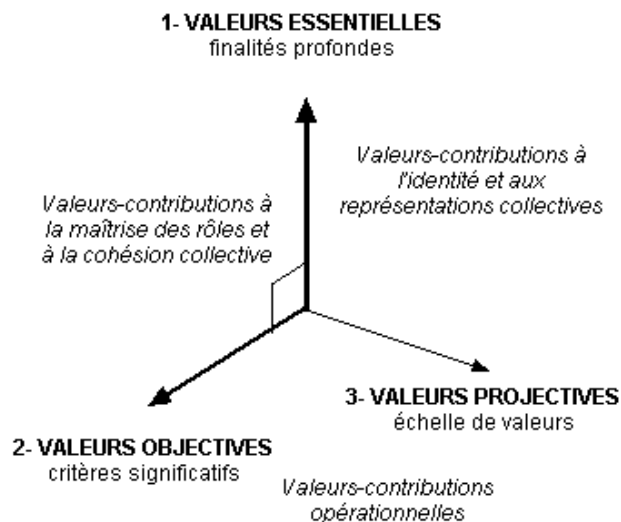 1- VALEURS ESSENTIELLES
finalités profondes
Valeurs-contributions à
l'identité et aux
représentations collectives
Valeurs-contributions à
la maîtrise des rôles et
à la cohésion collective
3- VALEURS PROJECTIVES
échelle de valeurs
2- VALEURS OBJECTIVES
critères significatifs
Valeurs-contributions
opérationnelles